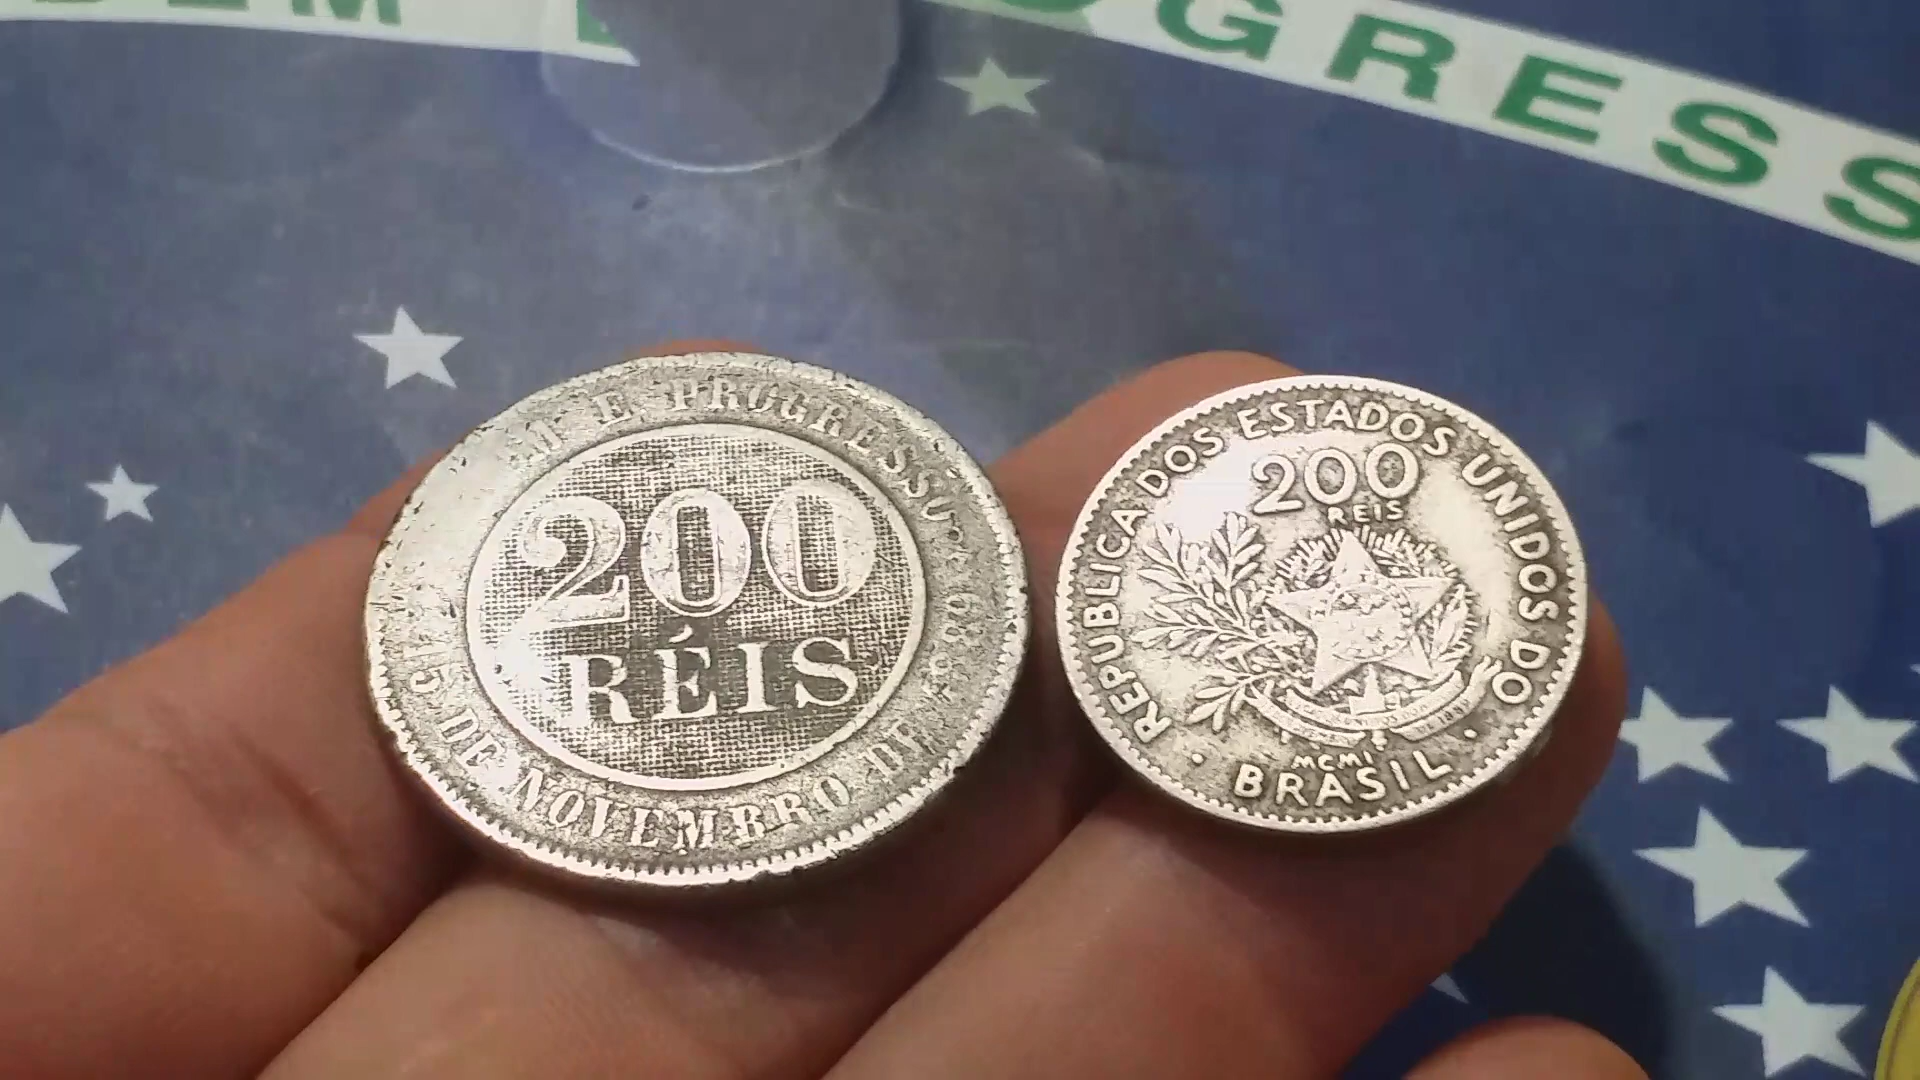 GRESS
M E PROGRESSO
200
RÉIS
15 DE NOVEMBRO DE
REPUBLICA DOS ESTADOS UNIDOS DO
200
REIS
MCMI
BRASIL